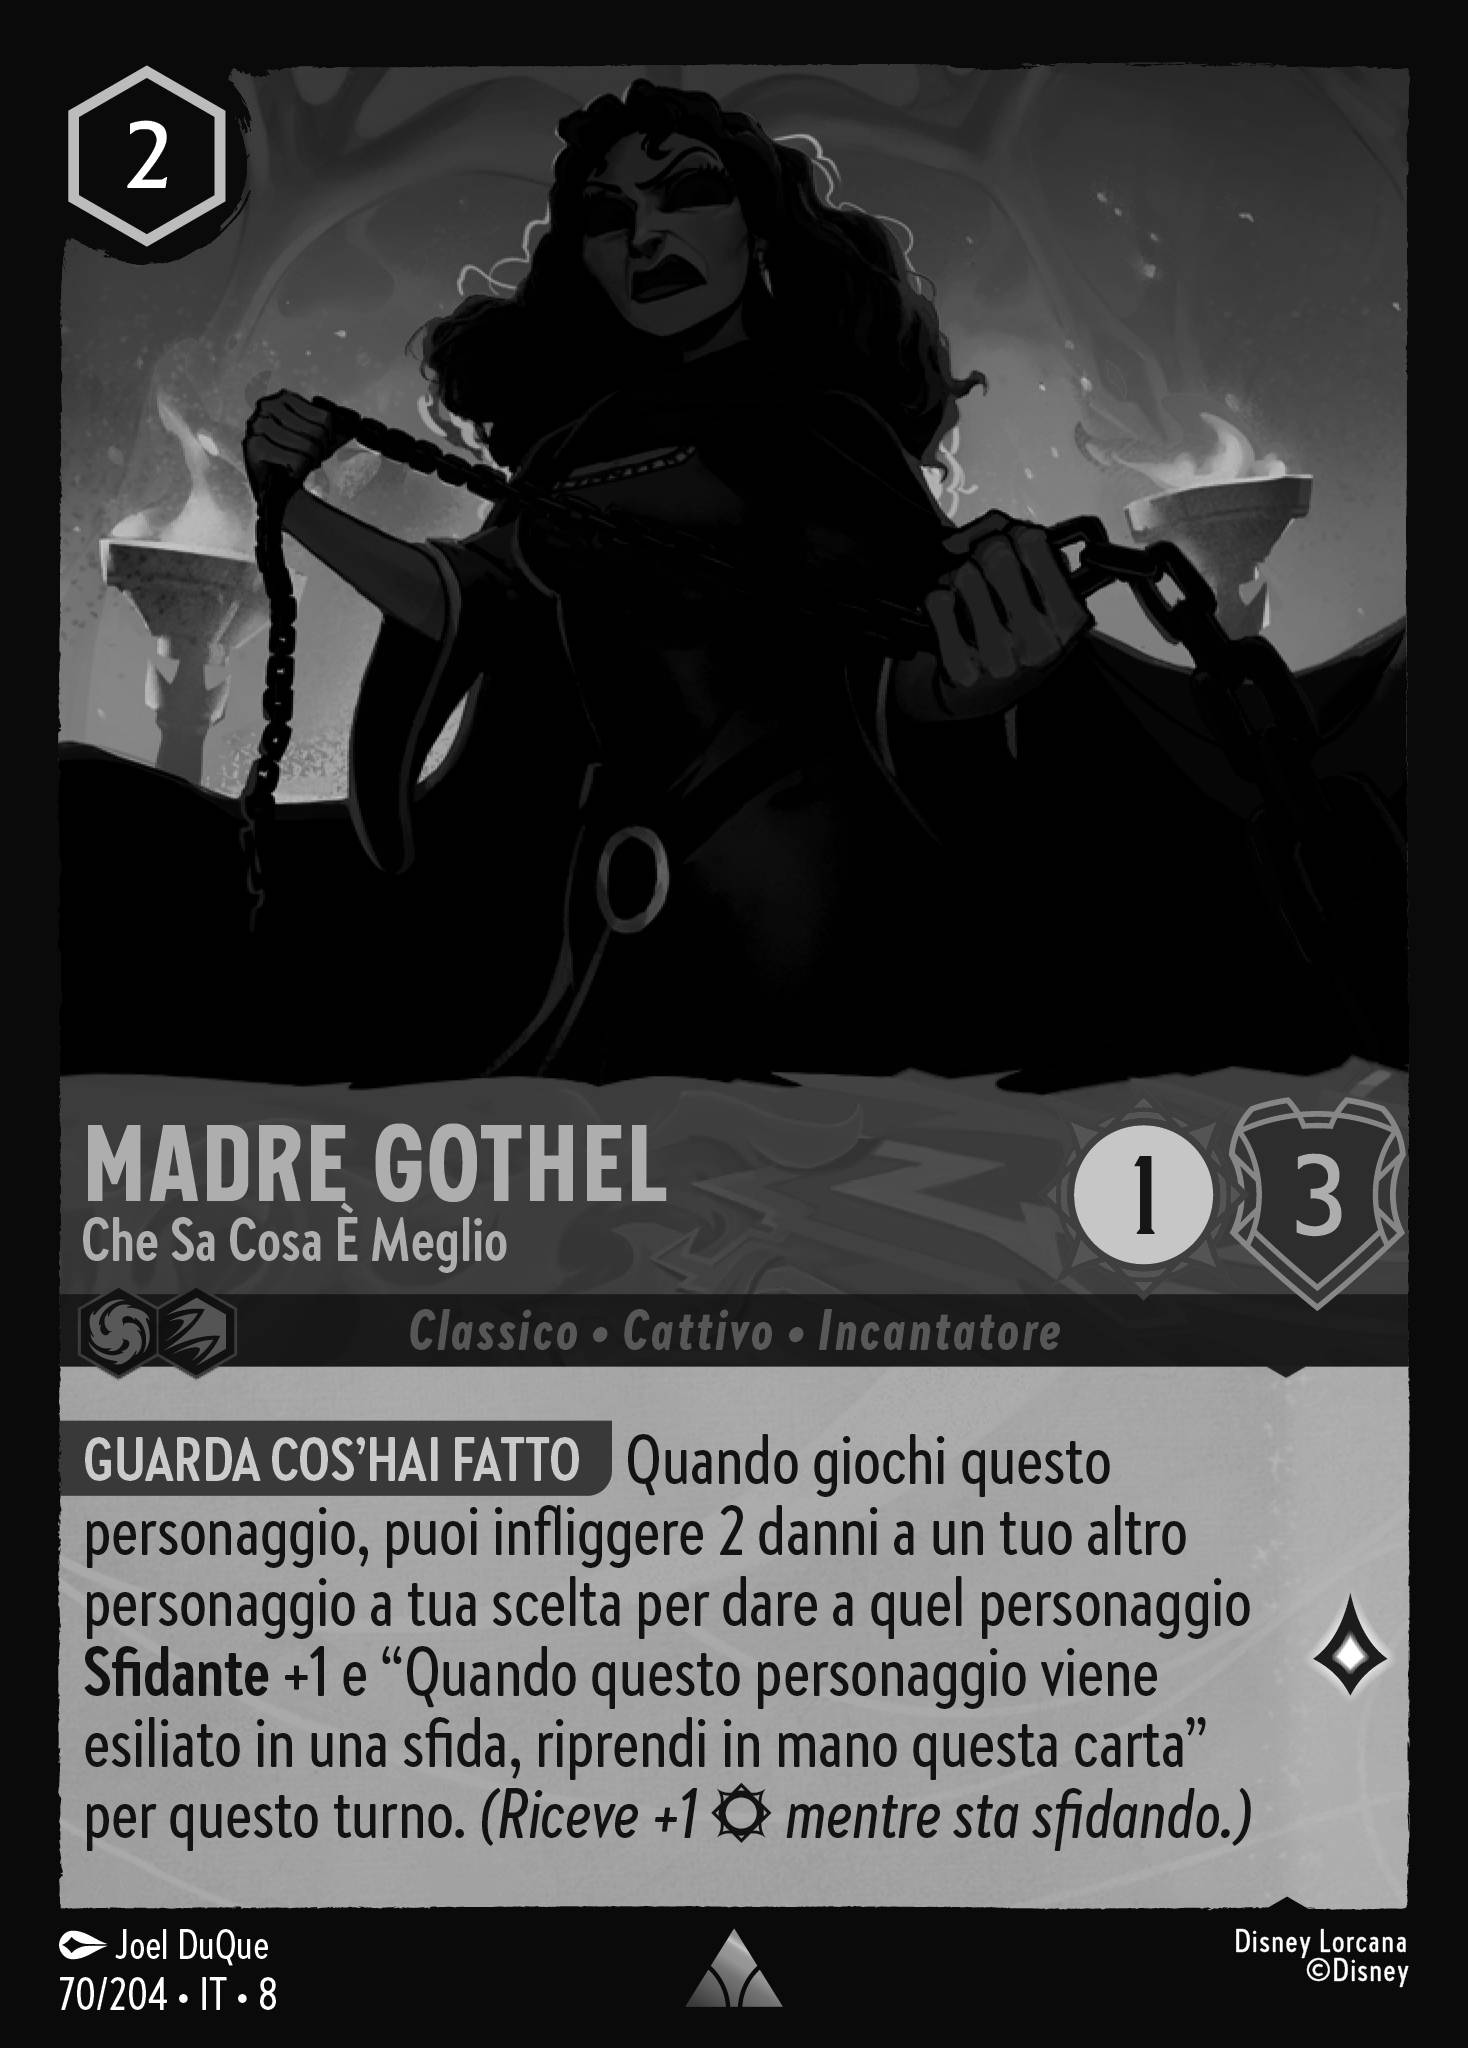 2
MADRE GOTHEL
Che Sa Cosa È Meglio
1
3
Classico • Cattivo • Incantatore
GUARDA COS’HAI FATTO Quando giochi questo
personaggio, puoi infliggere 2 danni a un tuo altro
personaggio a tua scelta per dare a quel personaggio
Sfidante +1 e “Quando questo personaggio viene
esiliato in una sfida, riprendi in mano questa carta”
per questo turno. (Riceve +1 mentre sta sfidando.)
Joel DuQue
70/204 • IT • 8
Disney Lorcana
©Disney